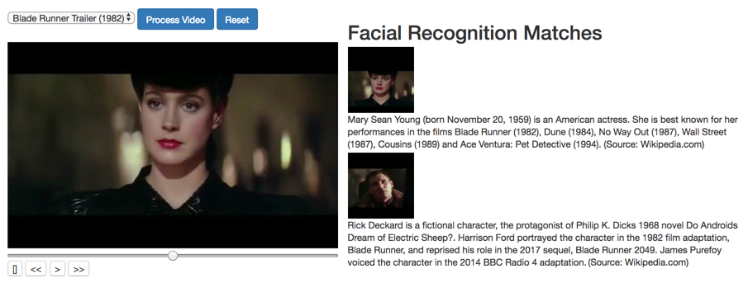 Blade Runner Trailer (1982)
Process Video
Reset
Facial Recognition Matches
Mary Sean Young (born November 20, 1959) is an American actress. She is best known for her
performances in the films Blade Runner (1982), Dune (1984), No Way Out (1987), Wall Street
(1987), Cousins (1989) and Ace Ventura: Pet Detective (1994). (Source: Wikipedia.com)
Rick Deckard is a fictional character, the protagonist of Philip K. Dicks 1968 novel Do Androids
Dream of Electric Sheep?. Harrison Ford portrayed the character in the 1982 film adaptation,
Blade Runner, and reprised his role in the 2017 sequel, Blade Runner 2049. James Purefoy
voiced the character in the 2014 BBC Radio 4 adaptation. (Source: Wikipedia.com)
[] << > >>